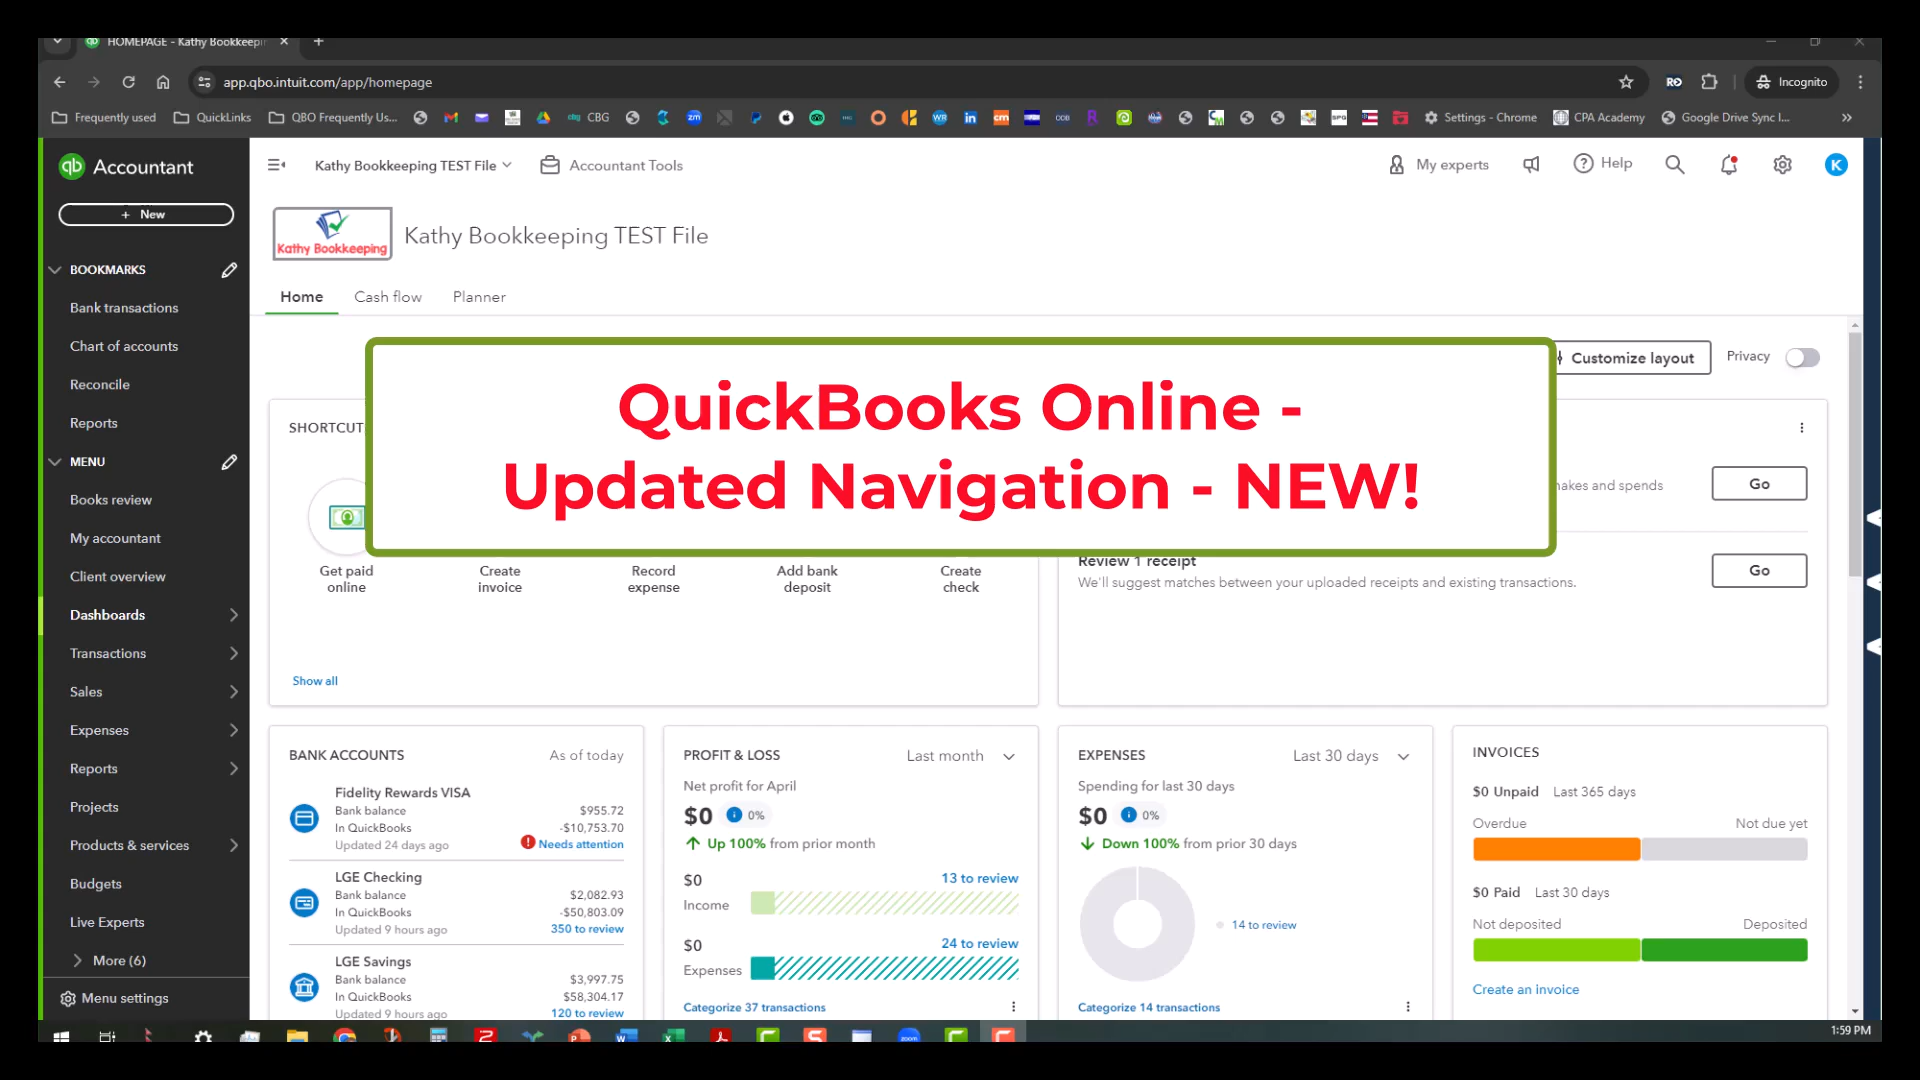 HOMEPAGE - Kathy Bookkeepi
app.qbo.intuit.com/app/homepage
Incognito
Frequently used
QuickLinks
QBO Frequently Us...
CBG
Settings - Chrome
CPA Academy
Google Drive Sync I...
qb Accountant
Kathy Bookkeeping TEST File
Accountant Tools
My experts
Help
K
+ New
Kathy Bookkeeping
Kathy Bookkeeping TEST File
BOOKMARKS
Bank transactions
Chart of accounts
Reconcile
Reports
MENU
Books review
My accountant
Client overview
Dashboards
Transactions
Sales
Expenses
Reports
Projects
Products & services
Budgets
Live Experts
More (6)
Menu settings
Home
Cash flow
Planner
Customize layout
Privacy
QuickBooks Online -
Updated Navigation - NEW!
SHORTCUT
Get paid
online
Create
invoice
Record
expense
Add bank
deposit
Create
check
Show all
makes and spends
Go
Review 1 receipt
We'll suggest matches between your uploaded receipts and existing transactions.
Go
BANK ACCOUNTS
As of today
Fidelity Rewards VISA
Bank balance
$955.72
In QuickBooks
-$10,753.70
Updated 24 days ago
Needs attention
LGE Checking
Bank balance
$2,082.93
In QuickBooks
-$50,803.09
Updated 9 hours ago
350 to review
LGE Savings
Bank balance
$3,997.75
In QuickBooks
$58,304.17
Updated 9 hours ago
120 to review
PROFIT & LOSS
Last month
Net profit for April
$0
0%
Up 100% from prior month
$0
13 to review
Income
$0
24 to review
Expenses
Categorize 37 transactions
EXPENSES
Last 30 days
Spending for last 30 days
$0
0%
Down 100% from prior 30 days
14 to review
Categorize 14 transactions
INVOICES
$0 Unpaid
Last 365 days
Overdue
Not due yet
$0 Paid
Last 30 days
Not deposited
Deposited
Create an invoice
1:59 PM